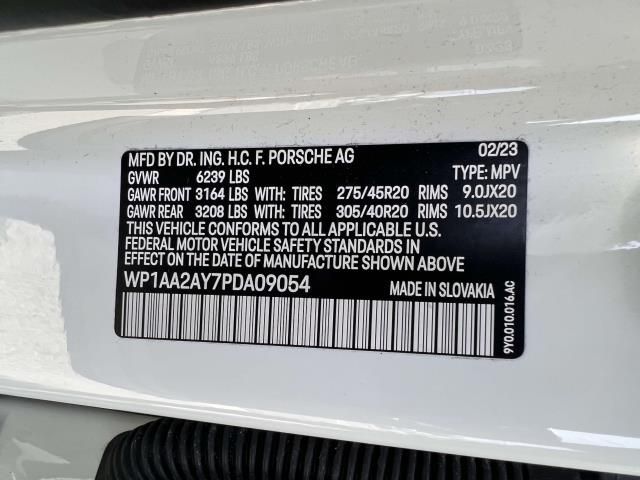 MFD BY DR. ING. H.C. F. PORSCHE AG 02/23
GVWR 6239 LBS TYPE: MPV
GAWR FRONT 3164 LBS WITH: TIRES 275/45R20 RIMS 9.0JX20
GAWR REAR 3208 LBS WITH: TIRES 305/40R20 RIMS 10.5JX20
THIS VEHICLE CONFORMS TO ALL APPLICABLE U.S.
FEDERAL MOTOR VEHICLE SAFETY STANDARDS IN
EFFECT ON THE DATE OF MANUFACTURE SHOWN ABOVE.
WP1AA2AY7PDA09054 MADE IN SLOVAKIA
9Y0.010.016.AC